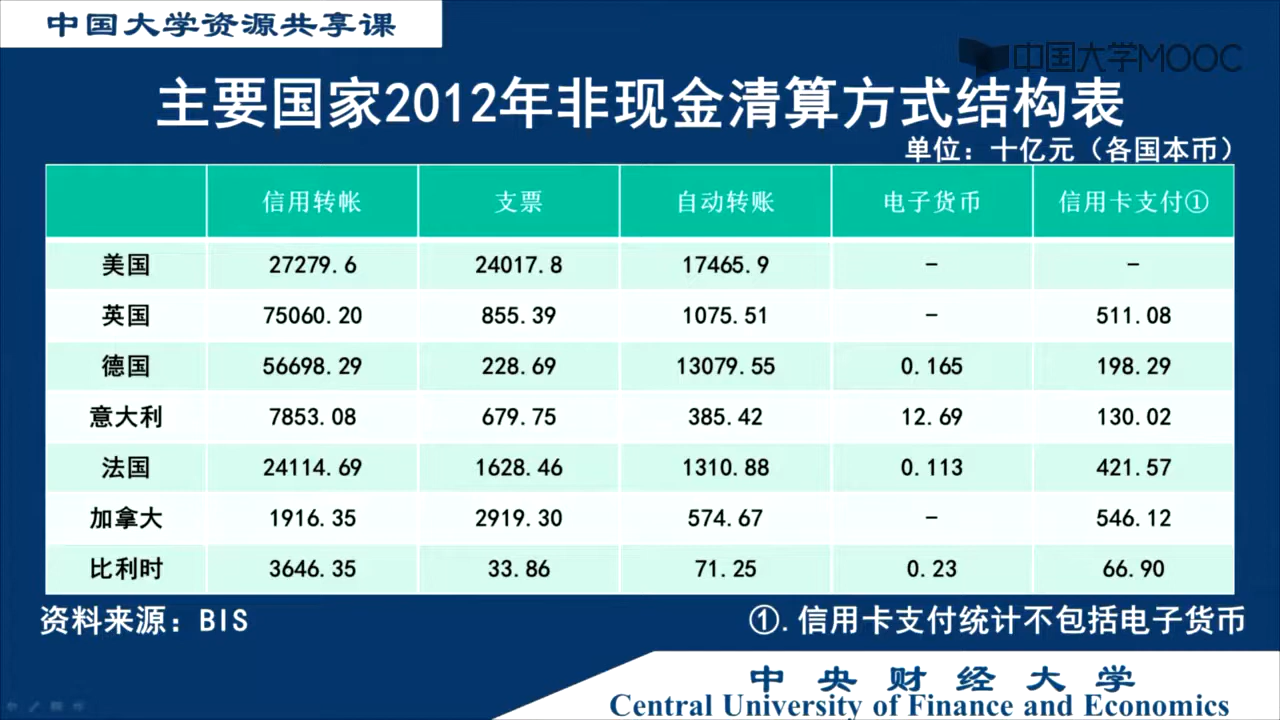 中国大学资源共享课
中国大学MOOC
主要国家2012年非现金清算方式结构表
单位：十亿元（各国本币）
信用转帐 支票 自动转账 电子货币 信用卡支付①
美国 27279.6 24017.8 17465.9 - -
英国 75060.20 855.39 1075.51 - 511.08
德国 56698.29 228.69 13079.55 0.165 198.29
意大利 7853.08 679.75 385.42 12.69 130.02
法国 24114.69 1628.46 1310.88 0.113 421.57
加拿大 1916.35 2919.30 574.67 - 546.12
比利时 3646.35 33.86 71.25 0.23 66.90
资料来源：BIS ①.信用卡支付统计不包括电子货币
中央财经大学
Central University of Finance and Economics